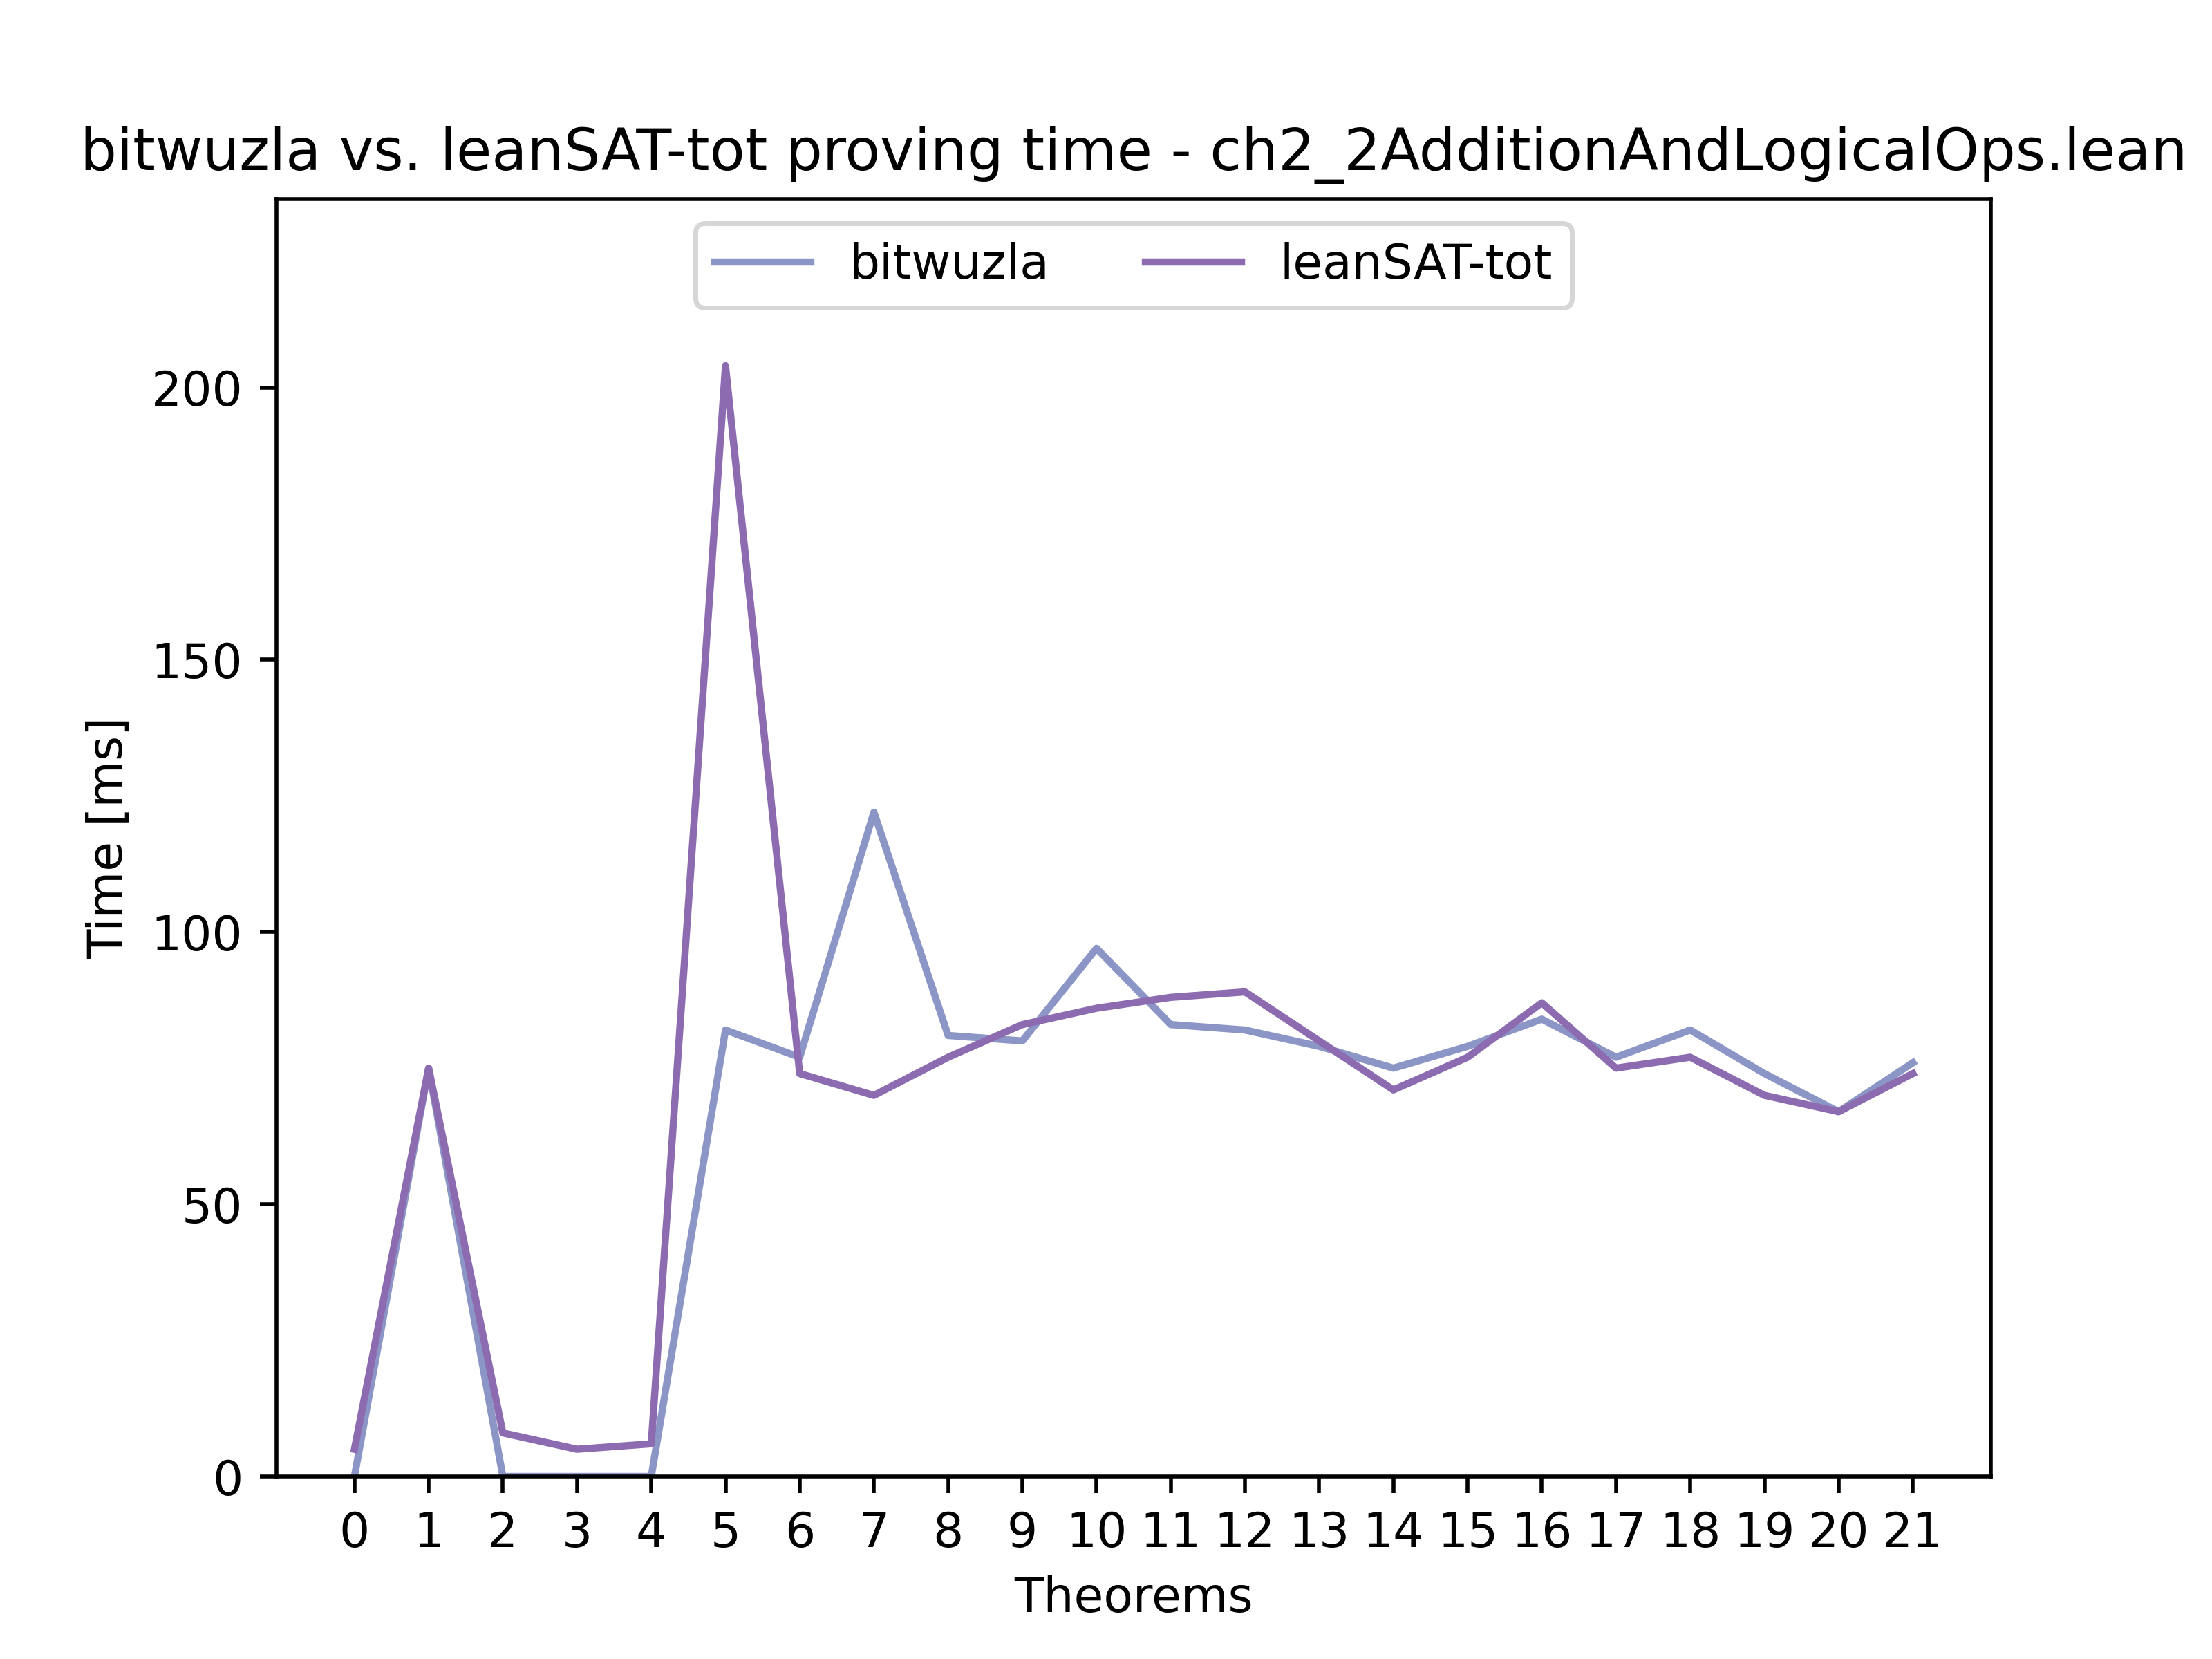 bitwuzla vs. leanSAT-tot proving time - ch2_2AdditionAndLogicalOps.lean
bitwuzla leanSAT-tot
200
150
100
50
0
Time [ms]
0 1 2 3 4 5 6 7 8 9 10 11 12 13 14 15 16 17 18 19 20 21
Theorems